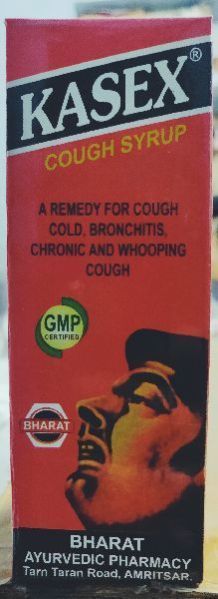 KASEX®
COUGH SYRUP
A REMEDY FOR COUGH
COLD, BRONCHITIS,
CHRONIC AND WHOOPING
COUGH
GMP
CERTIFIED
BHARAT
BHARAT
AYURVEDIC PHARMACY
Tarn Taran Road, AMRITSAR.